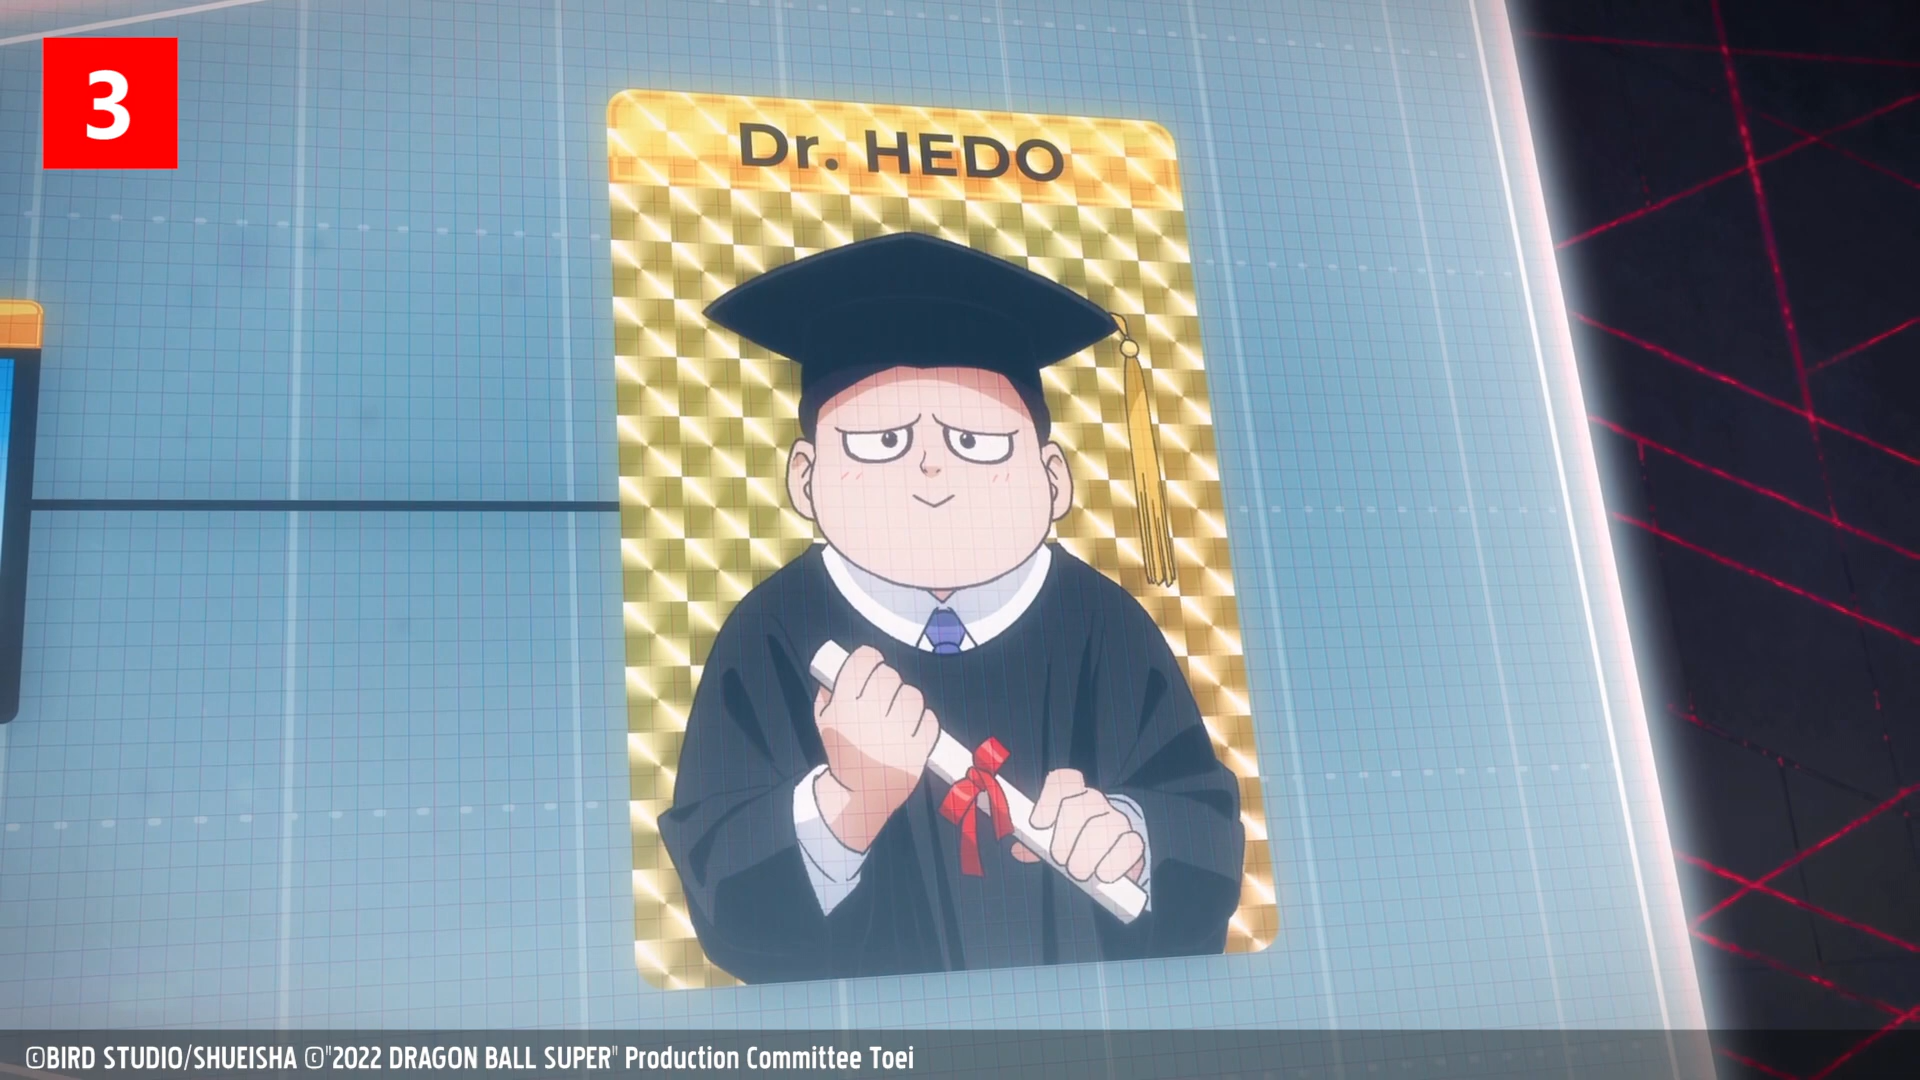 3
Dr. HEDO
©BIRD STUDIO/SHUEISHA ©"2022 DRAGON BALL SUPER" Production Committee Toei